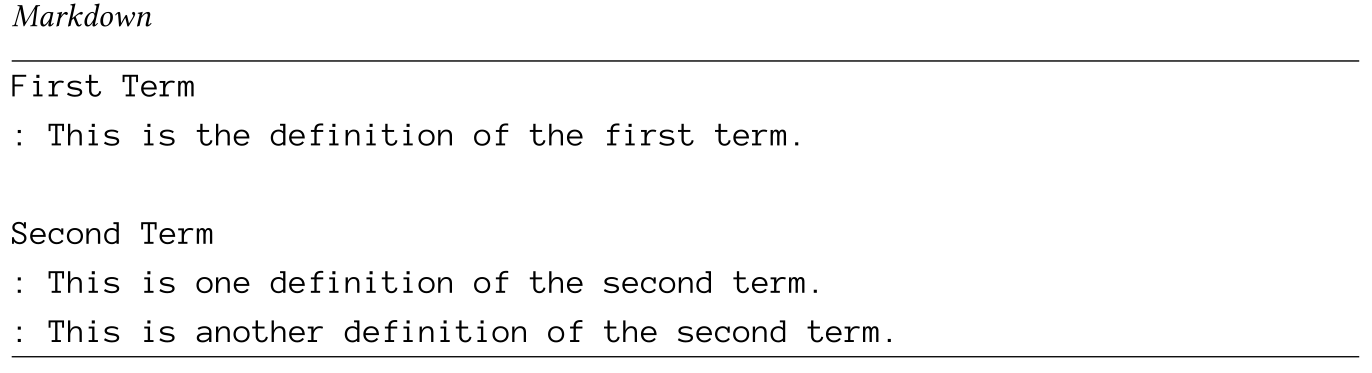 Markdown
First Term
: This is the definition of the first term.
Second Term
: This is one definition of the second term.
: This is another definition of the second term.